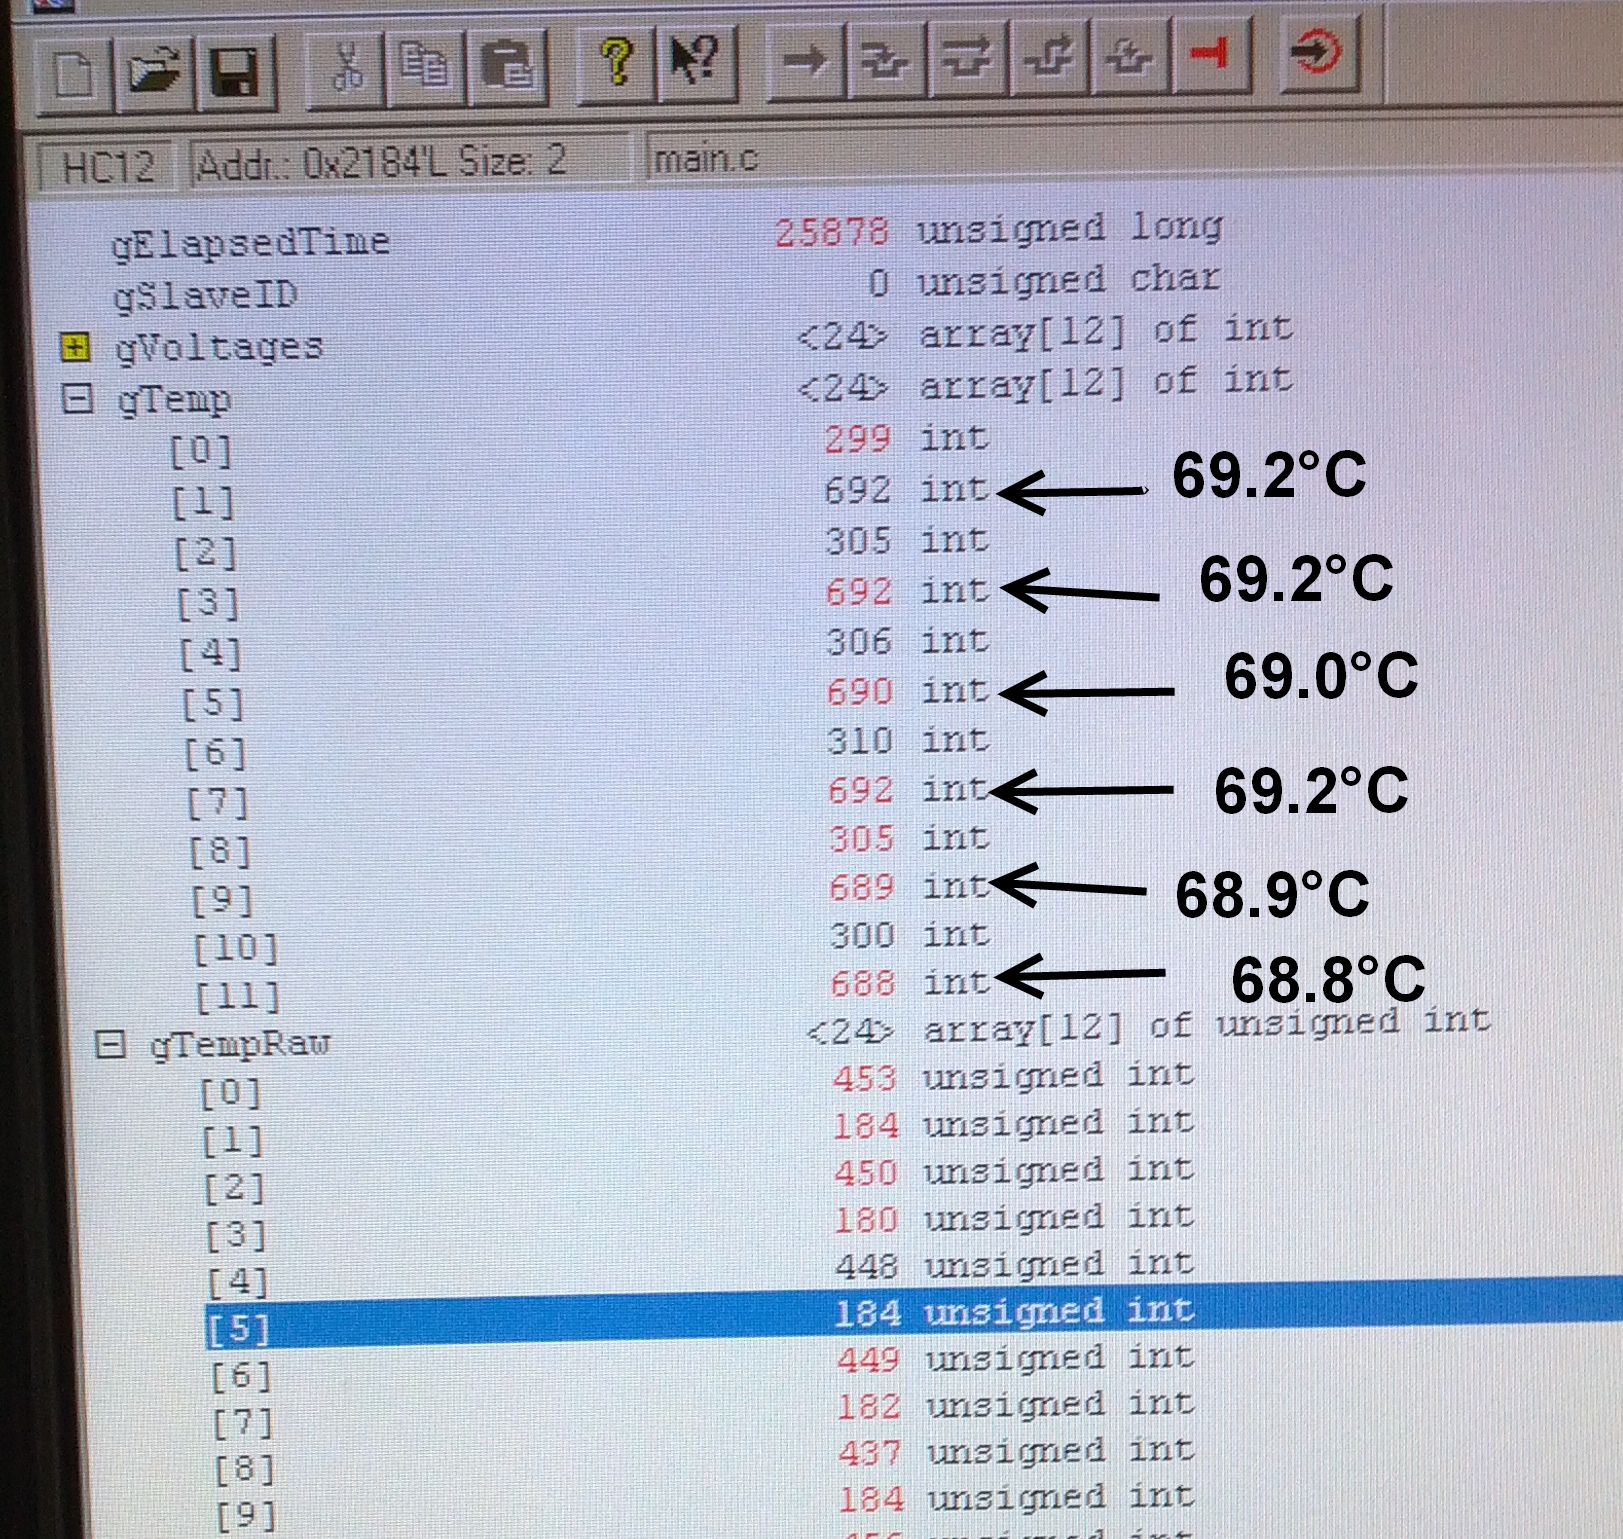 HC12 Addr.: 0x2184'L Size: 2 main.c
gElapsedTime 25878 unsigned long
gSlaveID 0 unsigned char
gVoltages <24> array[12] of int
gTemp <24> array[12] of int
[0] 299 int
[1] 692 int 69.2°C
[2] 305 int
[3] 692 int 69.2°C
[4] 306 int
[5] 690 int 69.0°C
[6] 310 int
[7] 692 int 69.2°C
[8] 305 int
[9] 689 int 68.9°C
[10] 300 int
[11] 688 int 68.8°C
gTempRaw <24> array[12] of unsigned int
[0] 453 unsigned int
[1] 184 unsigned int
[2] 450 unsigned int
[3] 180 unsigned int
[4] 448 unsigned int
[5] 184 unsigned int
[6] 449 unsigned int
[7] 182 unsigned int
[8] 437 unsigned int
[9] 184 unsigned int